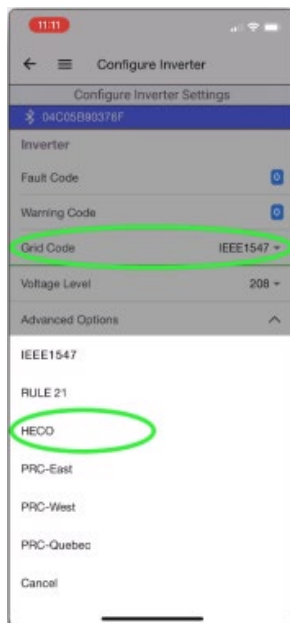 11:11
Configure Inverter
Configure Inverter Settings
04C05B90376F
Inverter
Fault Code 0
Warning Code 0
Grid Code IEEE1547
Voltage Level 208
Advanced Options
IEEE1547
RULE 21
HECO
PRC-East
PRC-West
PRC-Quebec
Cancel